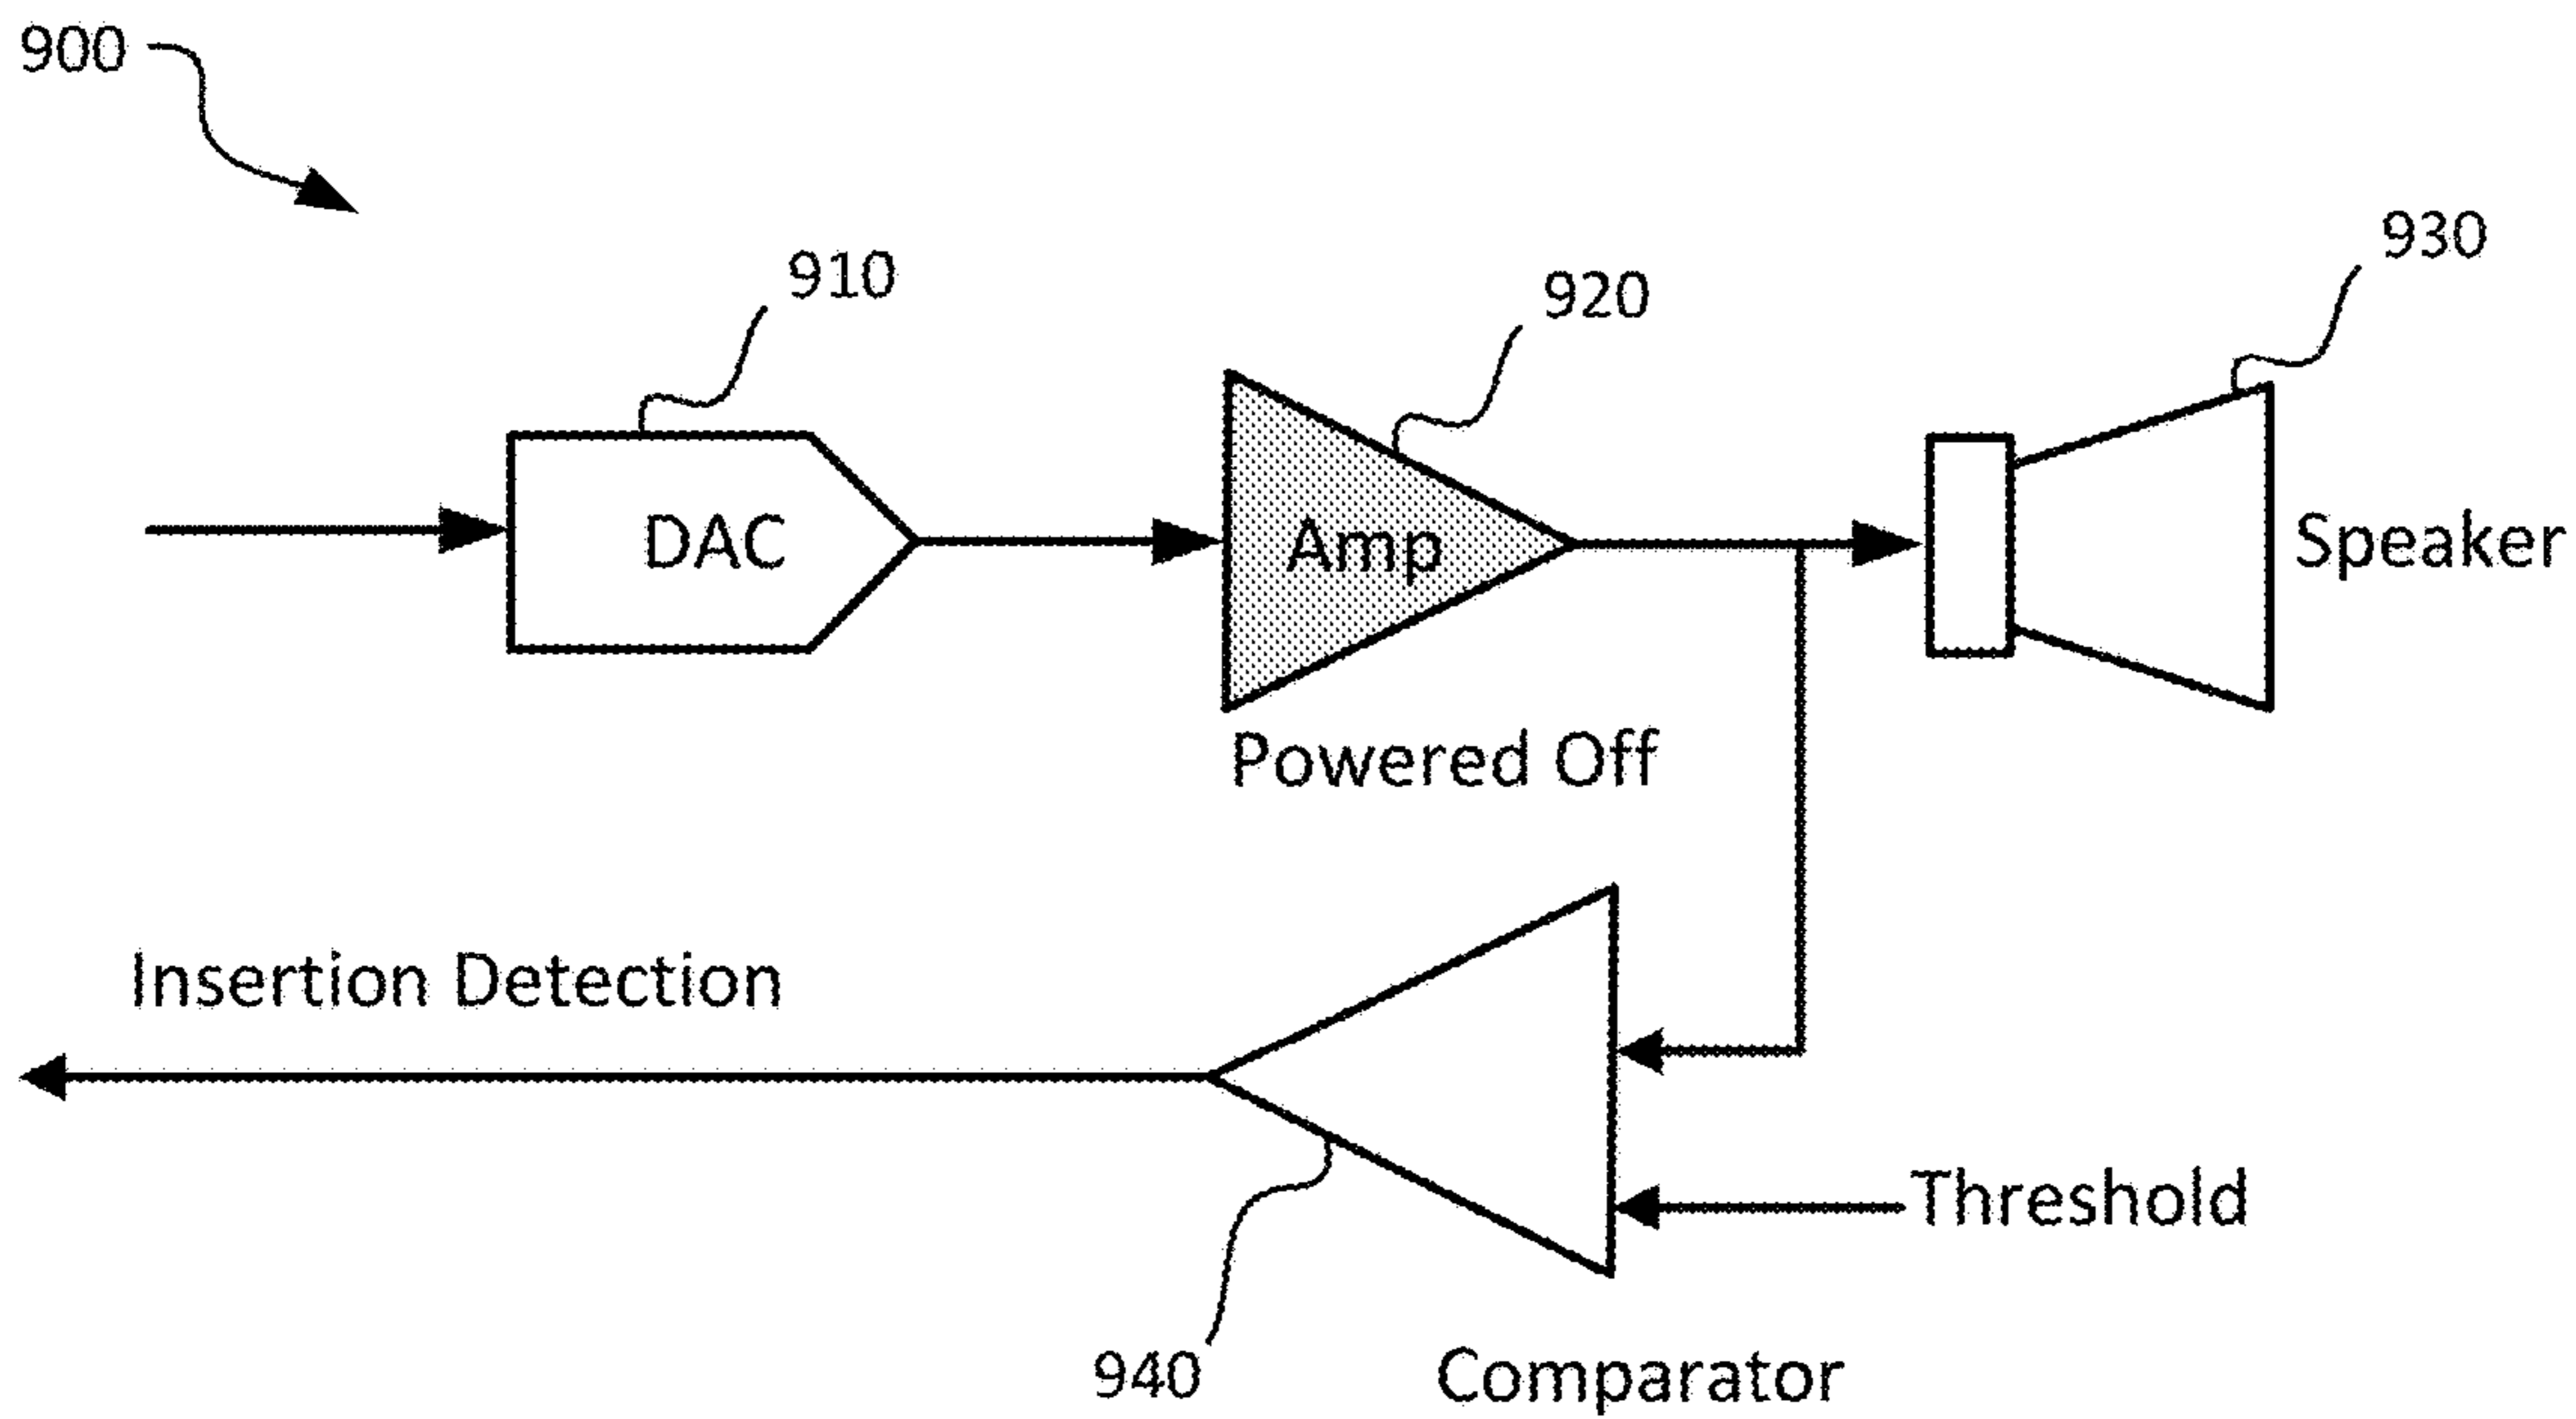 900
930
910
920
DAC
Amp
Speaker
Powered Off
Insertion Detection
Threshold
940
Comparator